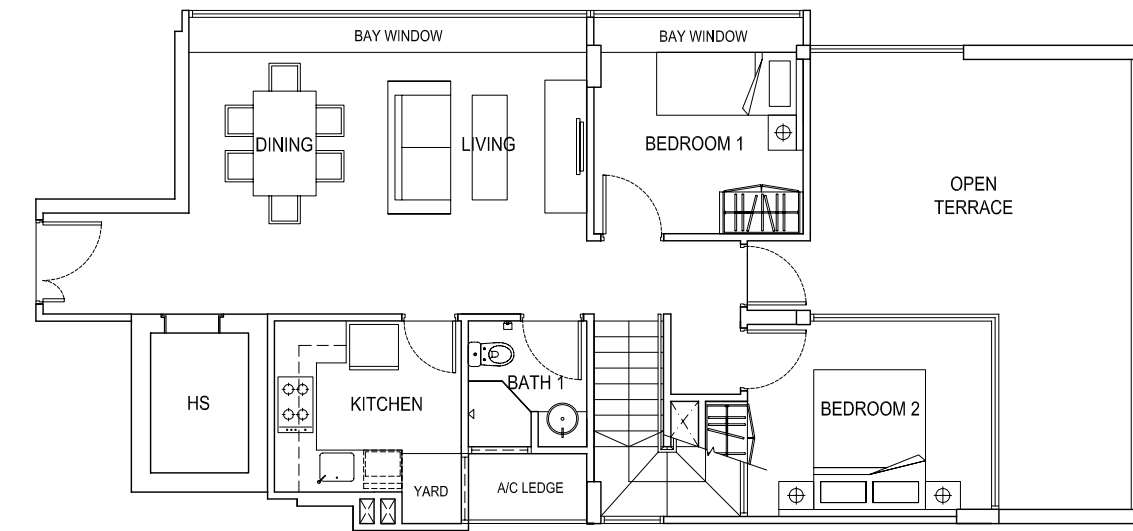 BAY WINDOW
BAY WINDOW
DINING
LIVING
BEDROOM 1
OPEN
TERRACE
HS
KITCHEN
BATH 1
BEDROOM 2
YARD
A/C LEDGE